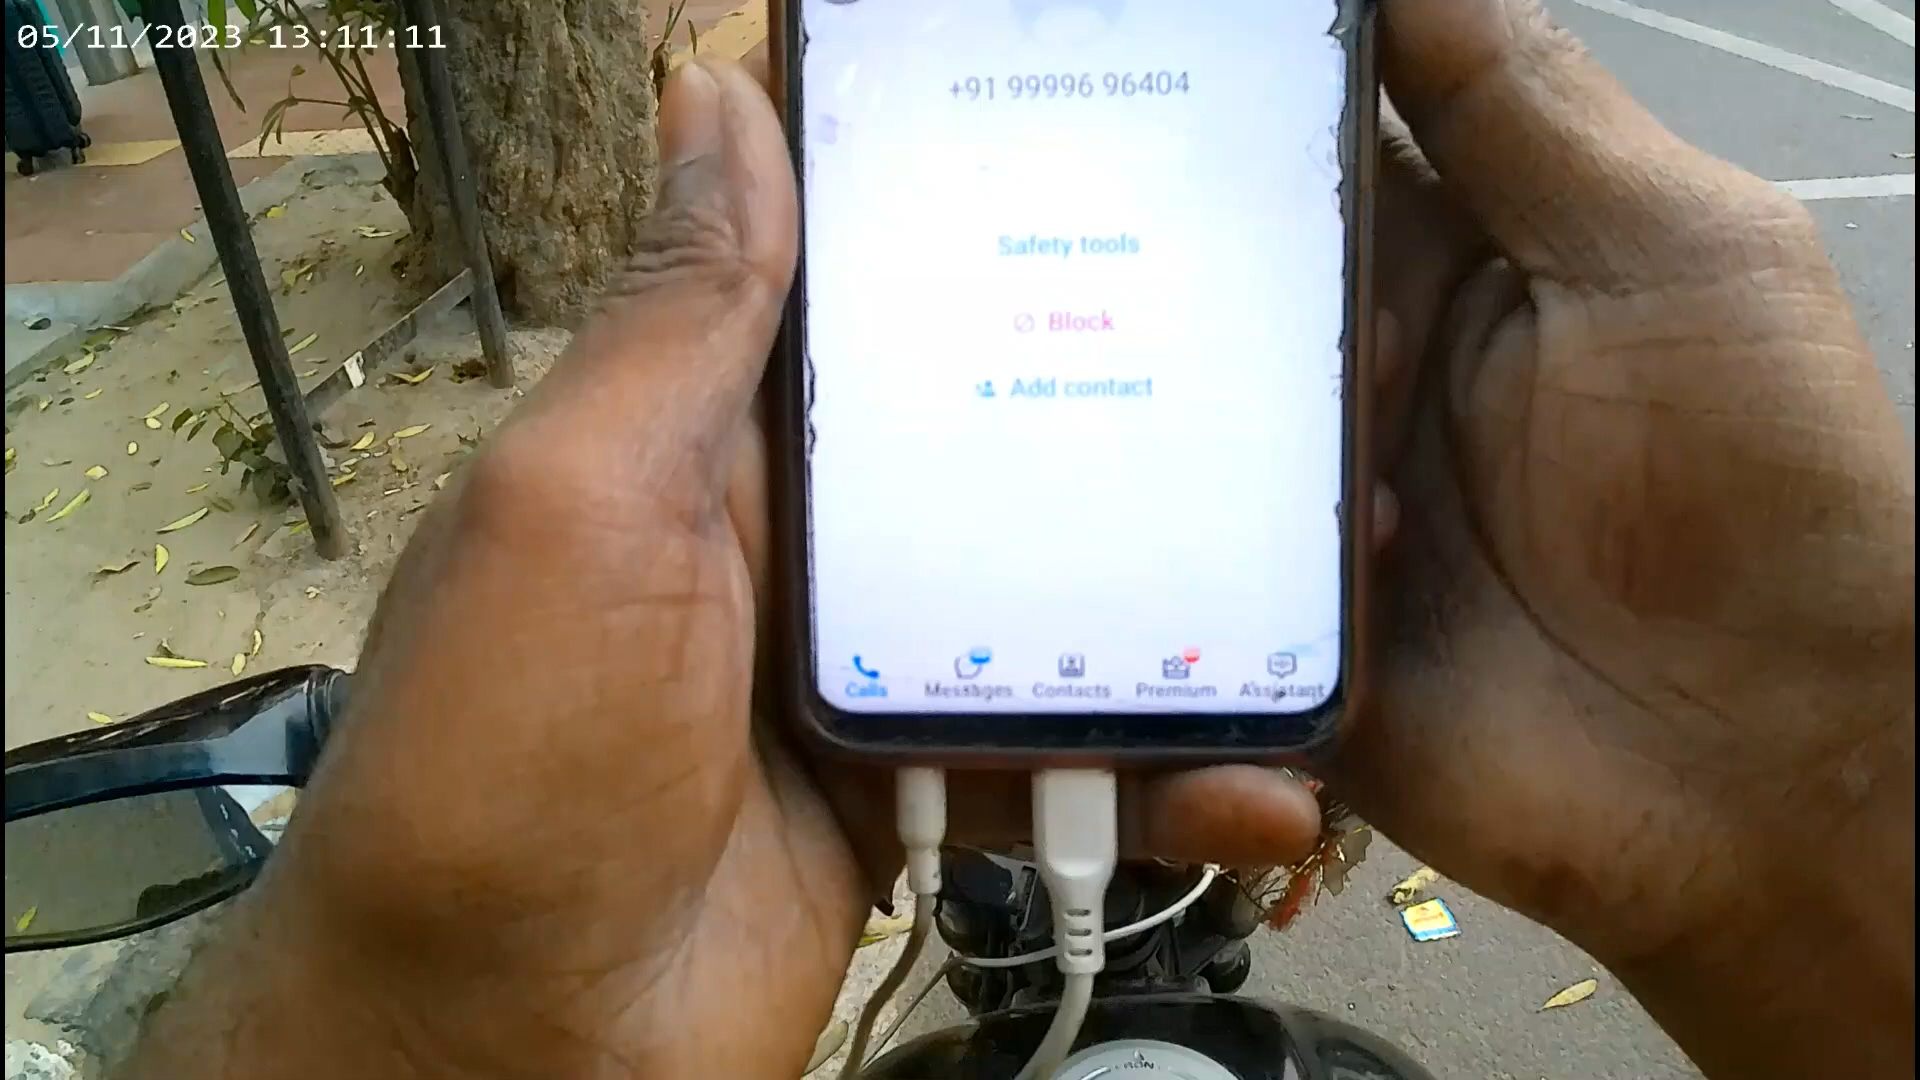 05/11/2023 13:11:11
+91 99996 96404
Safety tools
Block
Add contact
Calls Messages Contacts Premium Assistant